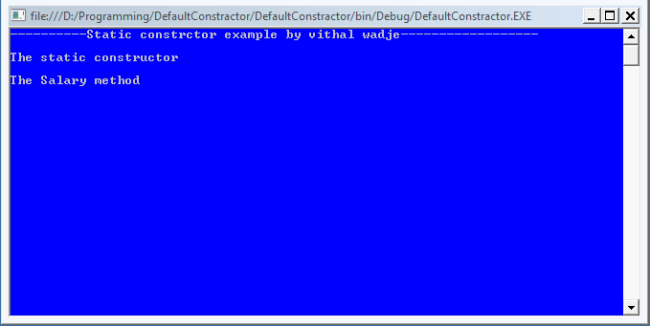 file:///D:/Programming/DefaultConstractor/DefaultConstractor/bin/Debug/DefaultConstractor.EXE
----------Static constrctor example by vithal wadje------------------
The static constructor
The Salary method